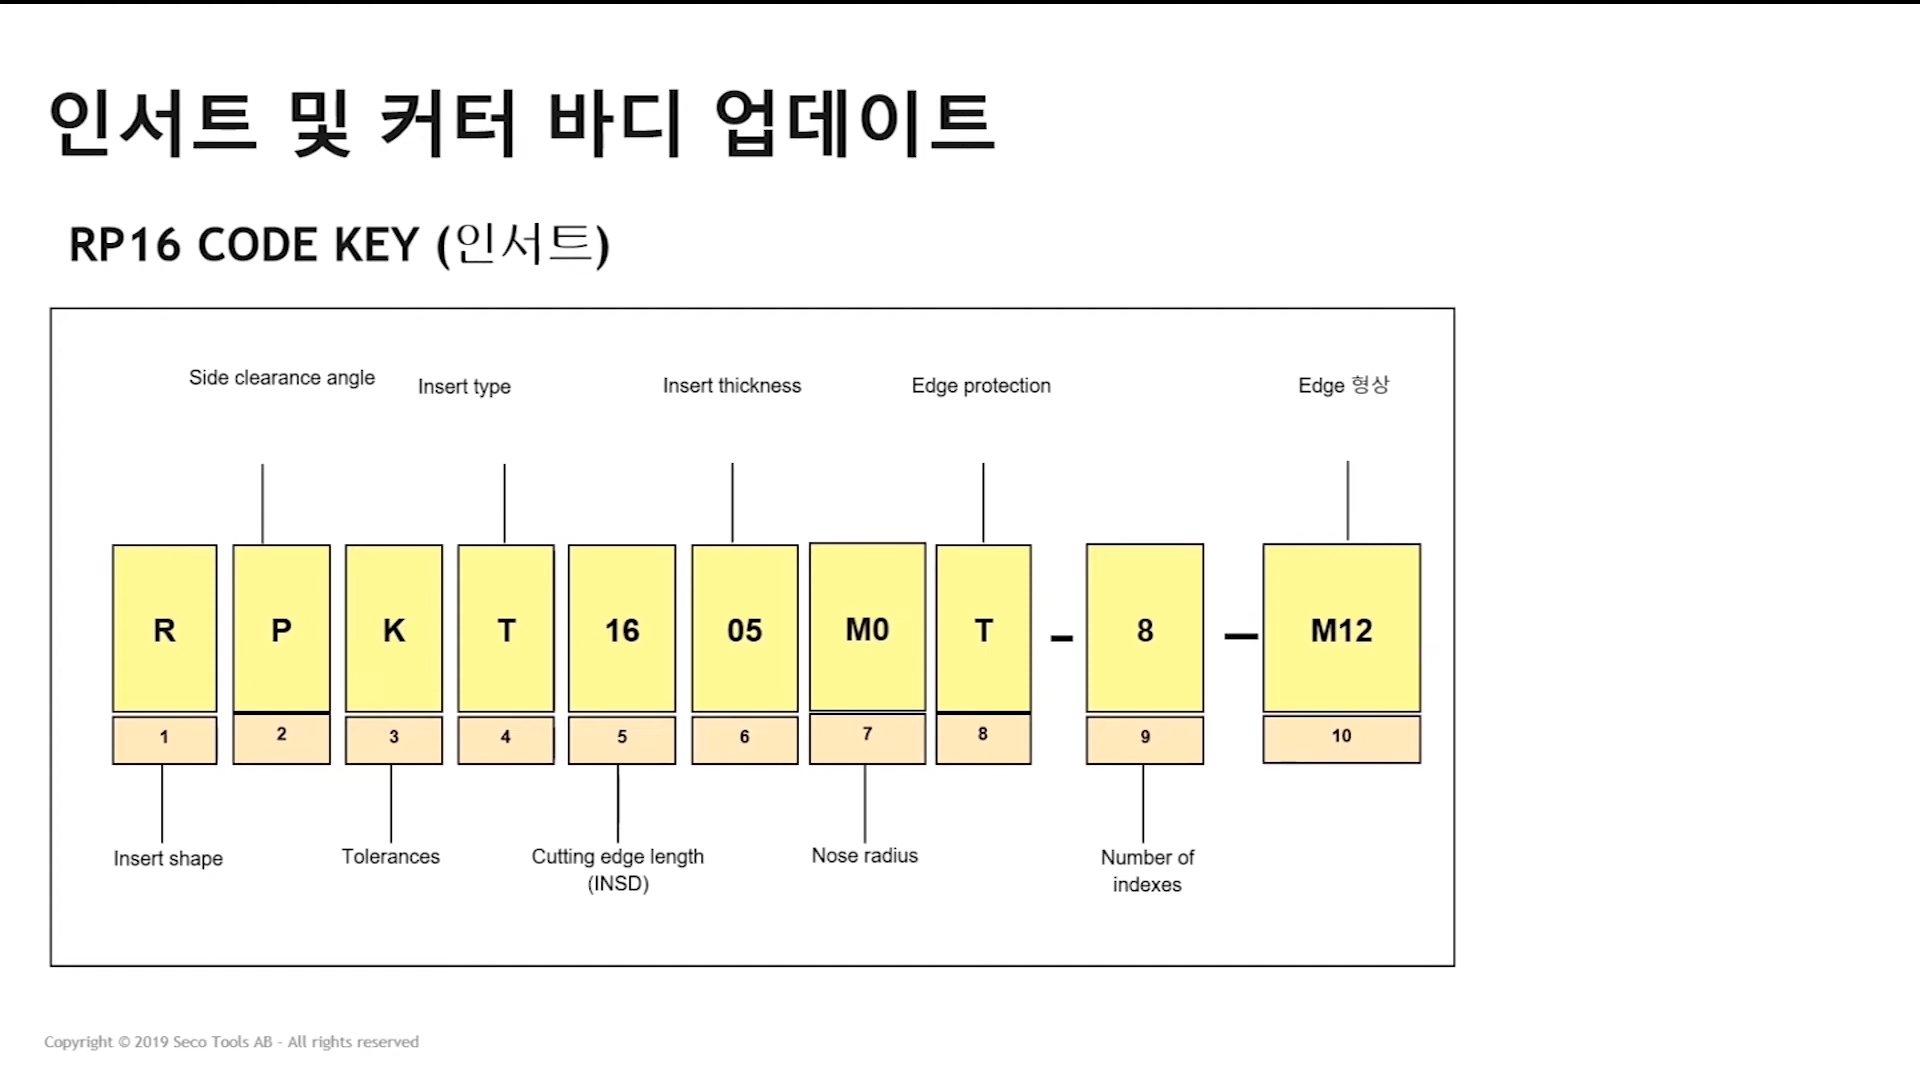 인서트 및 커터 바디 업데이트
RP16 CODE KEY (인서트)
Side clearance angle
Insert type
Insert thickness
Edge protection
Edge 형상
R P K T 16 05 M0 T - 8 - M12
1 2 3 4 5 6 7 8 9 10
Insert shape
Tolerances
Cutting edge length
(INSD)
Nose radius
Number of
indexes
Copyright © 2019 Seco Tools AB - All rights reserved